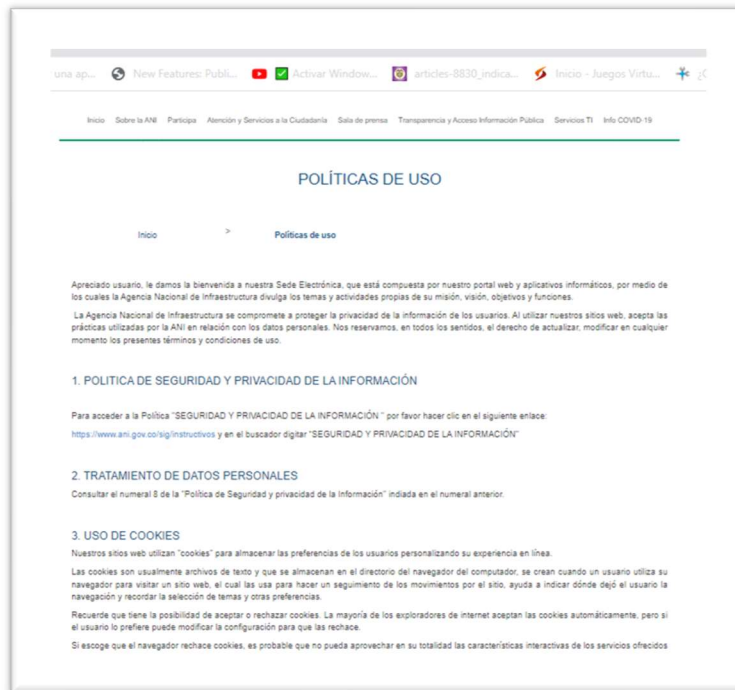 una ap... New Features: Publi... Activar Window... articles-8830_indica... Inicio - Juegos Virtu...
Inicio Sobre la ANI Participa Atención y Servicios a la Ciudadanía Sala de prensa Transparencia y Acceso Información Pública Servicios TI Info COVID-19
POLÍTICAS DE USO
Inicio > Políticas de uso
Apreciado usuario, le damos la bienvenida a nuestra Sede Electrónica, que está compuesta por nuestro portal web y aplicativos informáticos, por medio de
los cuales la Agencia Nacional de Infraestructura divulga los temas y actividades propias de su misión, visión, objetivos y funciones.
La Agencia Nacional de Infraestructura se compromete a proteger la privacidad de la información de los usuarios. Al utilizar nuestros sitios web, acepta las
prácticas utilizadas por la ANI en relación con los datos personales. Nos reservamos, en todos los sentidos, el derecho de actualizar, modificar en cualquier
momento los presentes términos y condiciones de uso.
1. POLITICA DE SEGURIDAD Y PRIVACIDAD DE LA INFORMACIÓN
Para acceder a la Política "SEGURIDAD Y PRIVACIDAD DE LA INFORMACIÓN " por favor hacer clic en el siguiente enlace:
https://www.ani.gov.co/sig/instructivos y en el buscador digitar "SEGURIDAD Y PRIVACIDAD DE LA INFORMACIÓN"
2. TRATAMIENTO DE DATOS PERSONALES
Consultar el numeral 8 de la "Política de Seguridad y privacidad de la Información" indiada en el numeral anterior.
3. USO DE COOKIES
Nuestros sitios web utilizan "cookies" para almacenar las preferencias de los usuarios personalizando su experiencia en línea.
Las cookies son usualmente archivos de texto y que se almacenan en el directorio del navegador del computador, se crean cuando un usuario utiliza su
navegador para visitar un sitio web, el cual las usa para hacer un seguimiento de los movimientos por el sitio, ayuda a indicar dónde dejó el usuario la
navegación y recordar la selección de temas y otras preferencias.
Recuerde que tiene la posibilidad de aceptar o rechazar cookies. La mayoría de los exploradores de internet aceptan las cookies automáticamente, pero si
el usuario lo prefiere puede modificar la configuración para que las rechace.
Si escoge que el navegador rechace cookies, es probable que no pueda aprovechar en su totalidad las características interactivas de los servicios ofrecidos